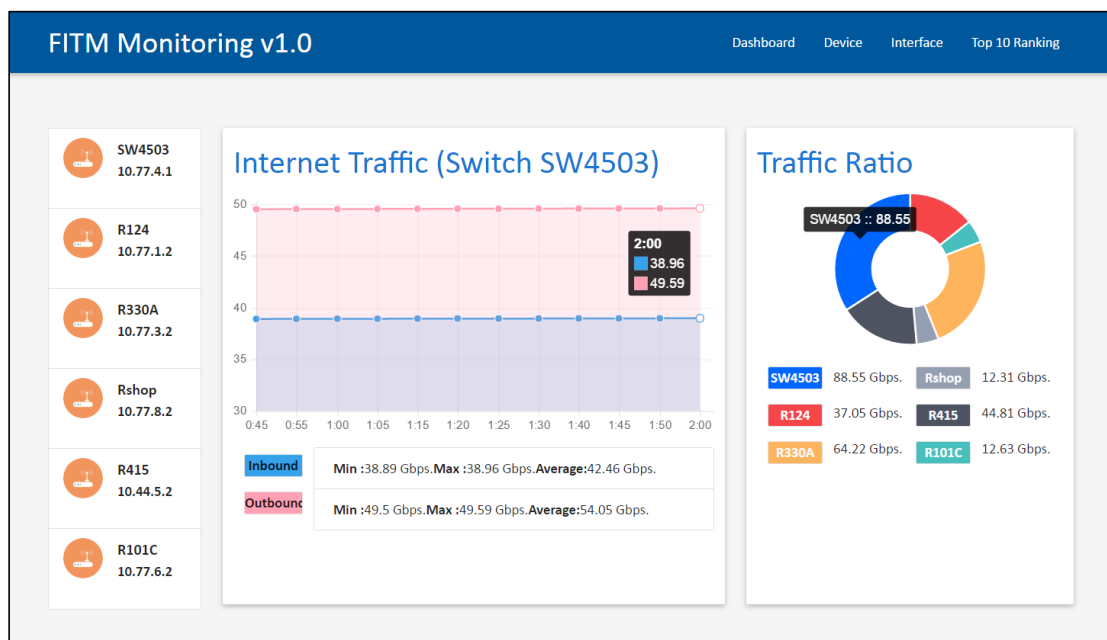 FITM Monitoring v1.0
Dashboard Device Interface Top 10 Ranking
SW4503
10.77.4.1
R124
10.77.1.2
R330A
10.77.3.2
Rshop
10.77.8.2
R415
10.44.5.2
R101C
10.77.6.2
Internet Traffic (Switch SW4503)
50
45
40
35
30
2:00
38.96
49.59
0:45 0:55 1:00 1:05 1:15 1:20 1:25 1:30 1:40 1:45 1:50 2:00
Inbound Min :38.89 Gbps.Max :38.96 Gbps.Average:42.46 Gbps.
Outbound Min :49.5 Gbps.Max :49.59 Gbps.Average:54.05 Gbps.
Traffic Ratio
SW4503 :: 88.55
SW4503 88.55 Gbps. Rshop 12.31 Gbps.
R124 37.05 Gbps. R415 44.81 Gbps.
R330A 64.22 Gbps. R101C 12.63 Gbps.